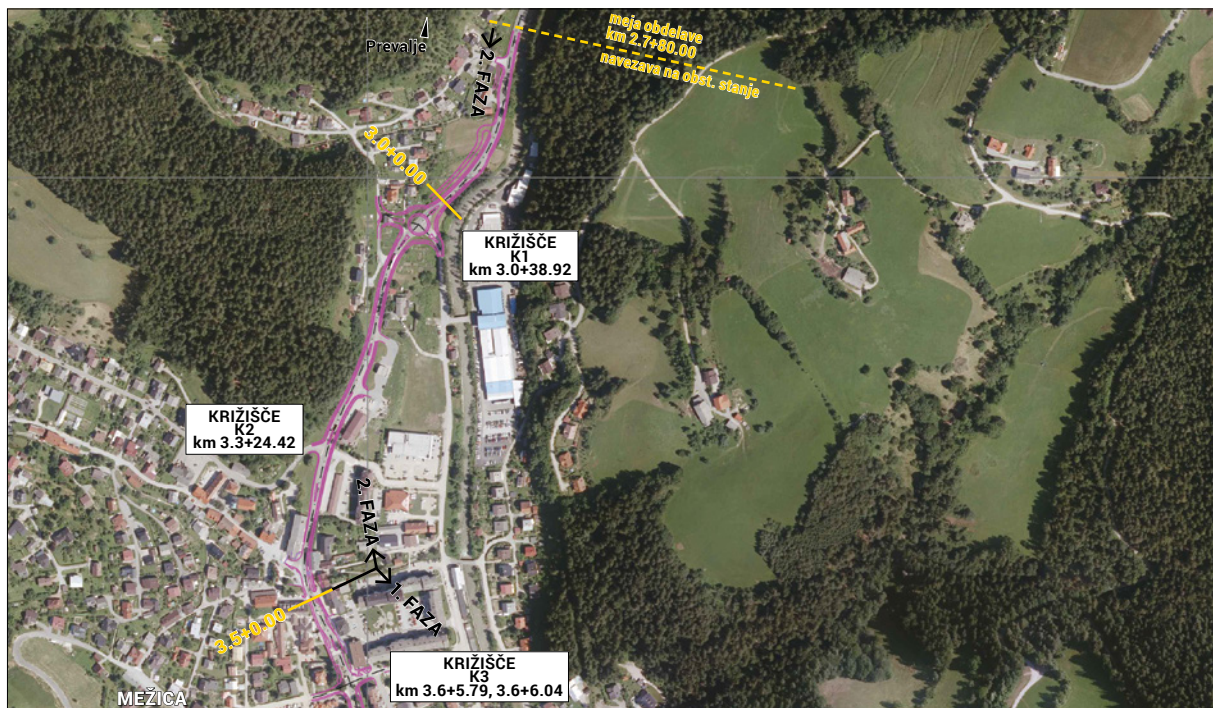 Prevalje
2. FAZA
meja obdelave
km 2.7+80.00
navezava na obst. stanje
3.0+0.00
KRIŽIŠČE
K1
km 3.0+38.92
KRIŽIŠČE
K2
km 3.3+24.42
2. FAZA
1. FAZA
3.5+0.00
KRIŽIŠČE
K3
km 3.6+5.79, 3.6+6.04
MEŽICA